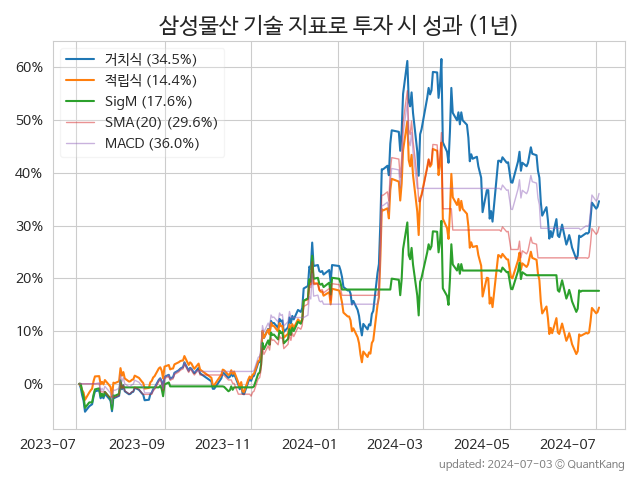 삼성물산 기술 지표로 투자 시 성과 (1년)
거치식 (34.5%)
적립식 (14.4%)
SigM (17.6%)
SMA(20) (29.6%)
MACD (36.0%)
60%
50%
40%
30%
20%
10%
0%
2023-07 2023-09 2023-11 2024-01 2024-03 2024-05 2024-07
updated: 2024-07-03 © QuantKang